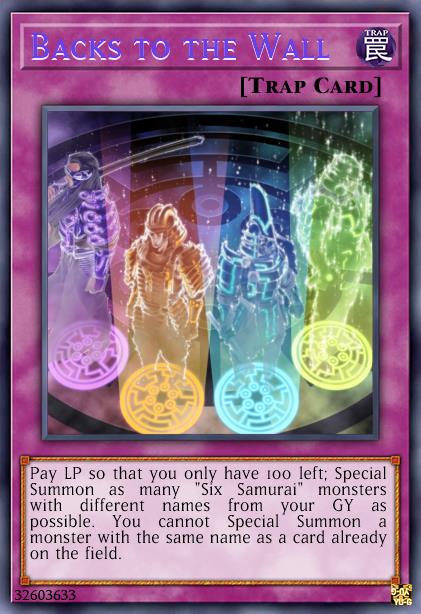 Backs to the Wall
TRAP
罠
[Trap Card]
Pay LP so that you only have 100 left; Special
Summon as many "Six Samurai" monsters
with different names from your GY as
possible. You cannot Special Summon a
monster with the same name as a card already
on the field.
32603633